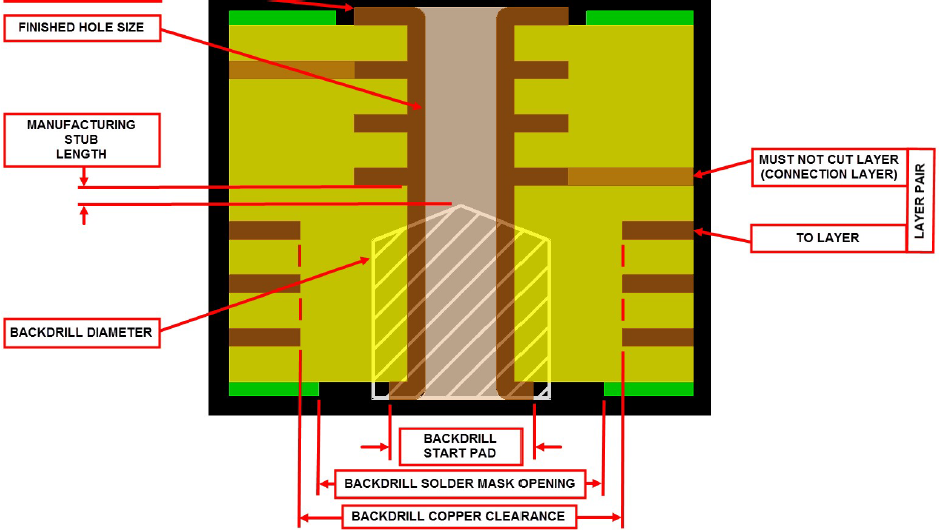 FINISHED HOLE SIZE
MANUFACTURING
STUB
LENGTH
MUST NOT CUT LAYER
(CONNECTION LAYER)
LAYER PAIR
TO LAYER
BACKDRILL DIAMETER
BACKDRILL
START PAD
BACKDRILL SOLDER MASK OPENING
BACKDRILL COPPER CLEARANCE